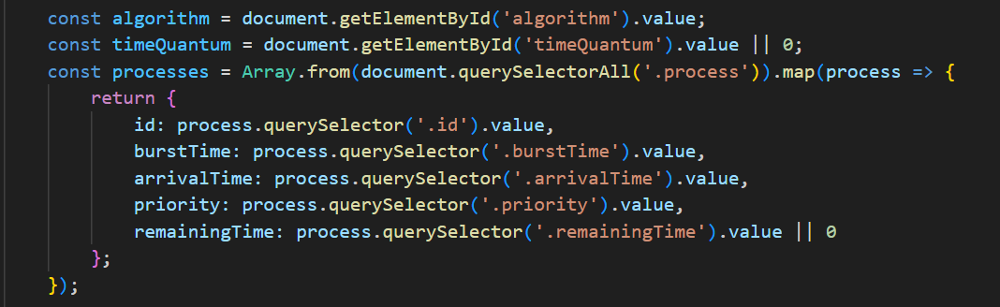 const algorithm = document.getElementById('algorithm').value;
const timeQuantum = document.getElementById('timeQuantum').value || 0;
const processes = Array.from(document.querySelectorAll('.process')).map(process => {
    return {
        id: process.querySelector('.id').value,
        burstTime: process.querySelector('.burstTime').value,
        arrivalTime: process.querySelector('.arrivalTime').value,
        priority: process.querySelector('.priority').value,
        remainingTime: process.querySelector('.remainingTime').value || 0
    };
});